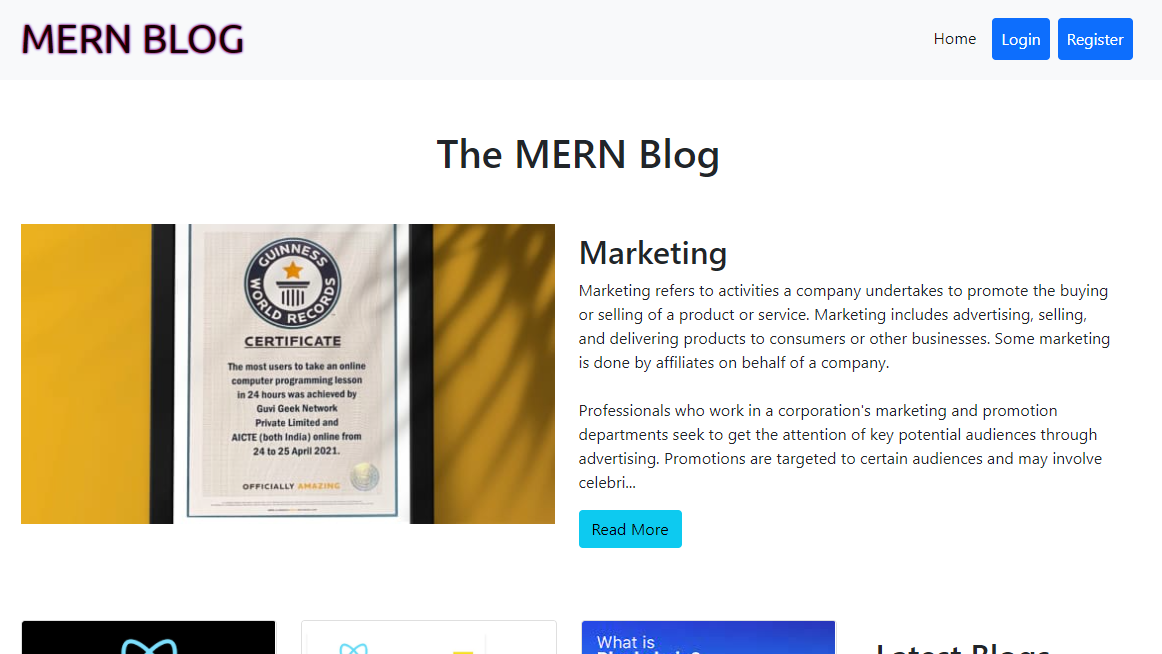 MERN BLOG
Home
Login
Register
The MERN Blog
GUINNESS
WORLD RECORDS
CERTIFICATE
The most users to take an online
computer programming lesson
in 24 hours was achieved by
Guvi Geek Network
Private Limited and
AICTE (both India) online from
24 to 25 April 2021.
OFFICIALLY AMAZING
Marketing
Marketing refers to activities a company undertakes to promote the buying
or selling of a product or service. Marketing includes advertising, selling,
and delivering products to consumers or other businesses. Some marketing
is done by affiliates on behalf of a company.
Professionals who work in a corporation's marketing and promotion
departments seek to get the attention of key potential audiences through
advertising. Promotions are targeted to certain audiences and may involve
celebri...
Read More
What is
Latest Blogs